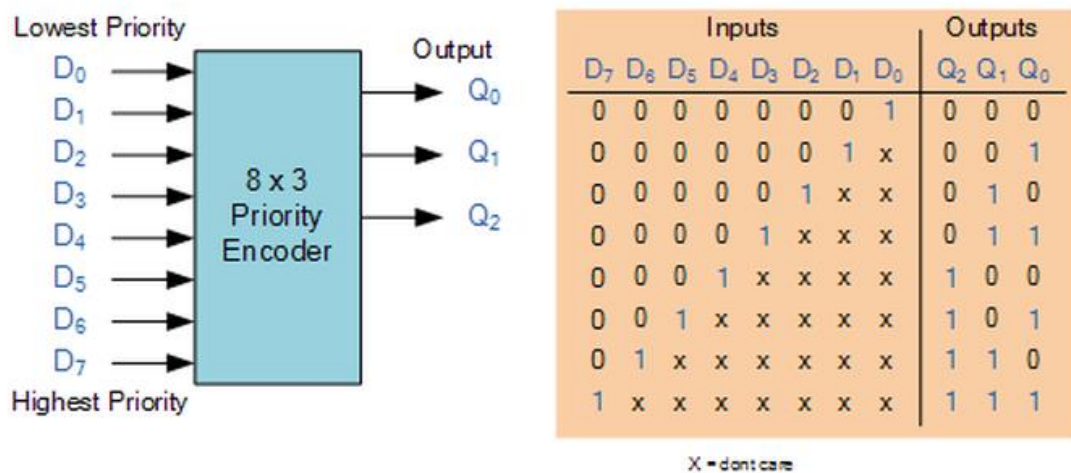 Lowest Priority
D₀
D₁
D₂
D₃
D₄
D₅
D₆
D₇
Highest Priority
8 x 3
Priority
Encoder
Output
Q₀
Q₁
Q₂
Inputs Outputs
D₇ D₆ D₅ D₄ D₃ D₂ D₁ D₀ Q₂ Q₁ Q₀
0 0 0 0 0 0 0 1 0 0 0
0 0 0 0 0 0 1 x 0 0 1
0 0 0 0 0 1 x x 0 1 0
0 0 0 0 1 x x x 0 1 1
0 0 0 1 x x x x 1 0 0
0 0 1 x x x x x 1 0 1
0 1 x x x x x x 1 1 0
1 x x x x x x x 1 1 1
X = dont care